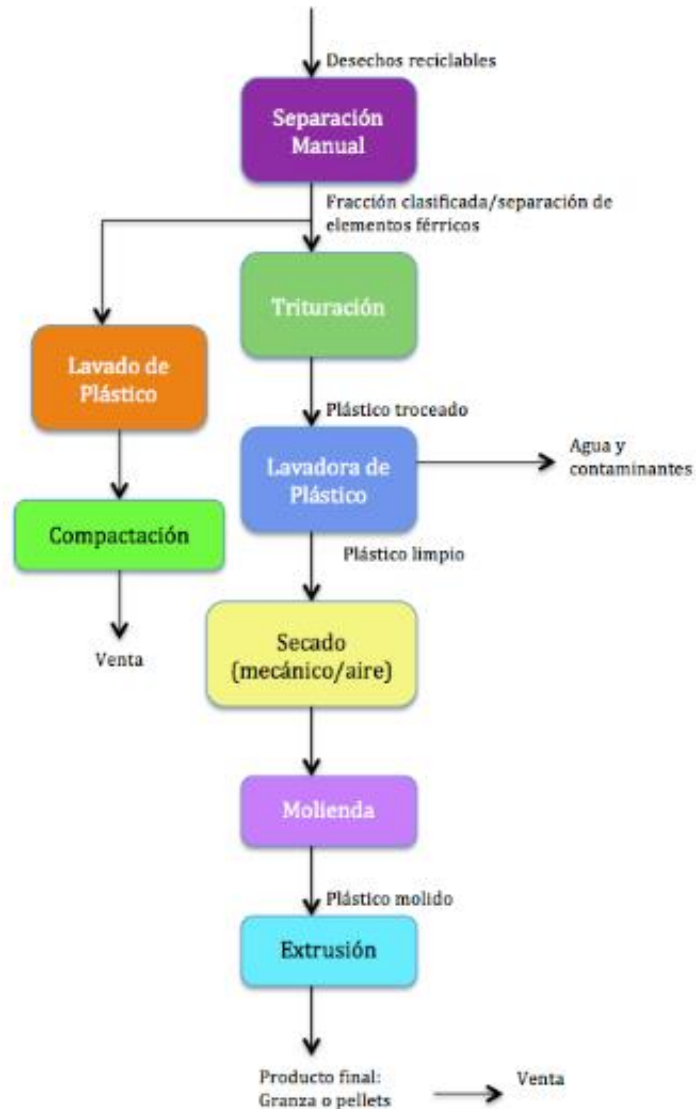 Desechos reciclables
Separación
Manual
Fracción clasificada/separación de
elementos férricos
Trituración
Lavado de
Plástico
Plástico troceado
Lavadora de
Plástico
Agua y
contaminantes
Compactación
Plástico limpio
Venta
Secado
(mecánico/aire)
Molienda
Plástico molido
Extrusión
Producto final:
Granza o pellets
Venta